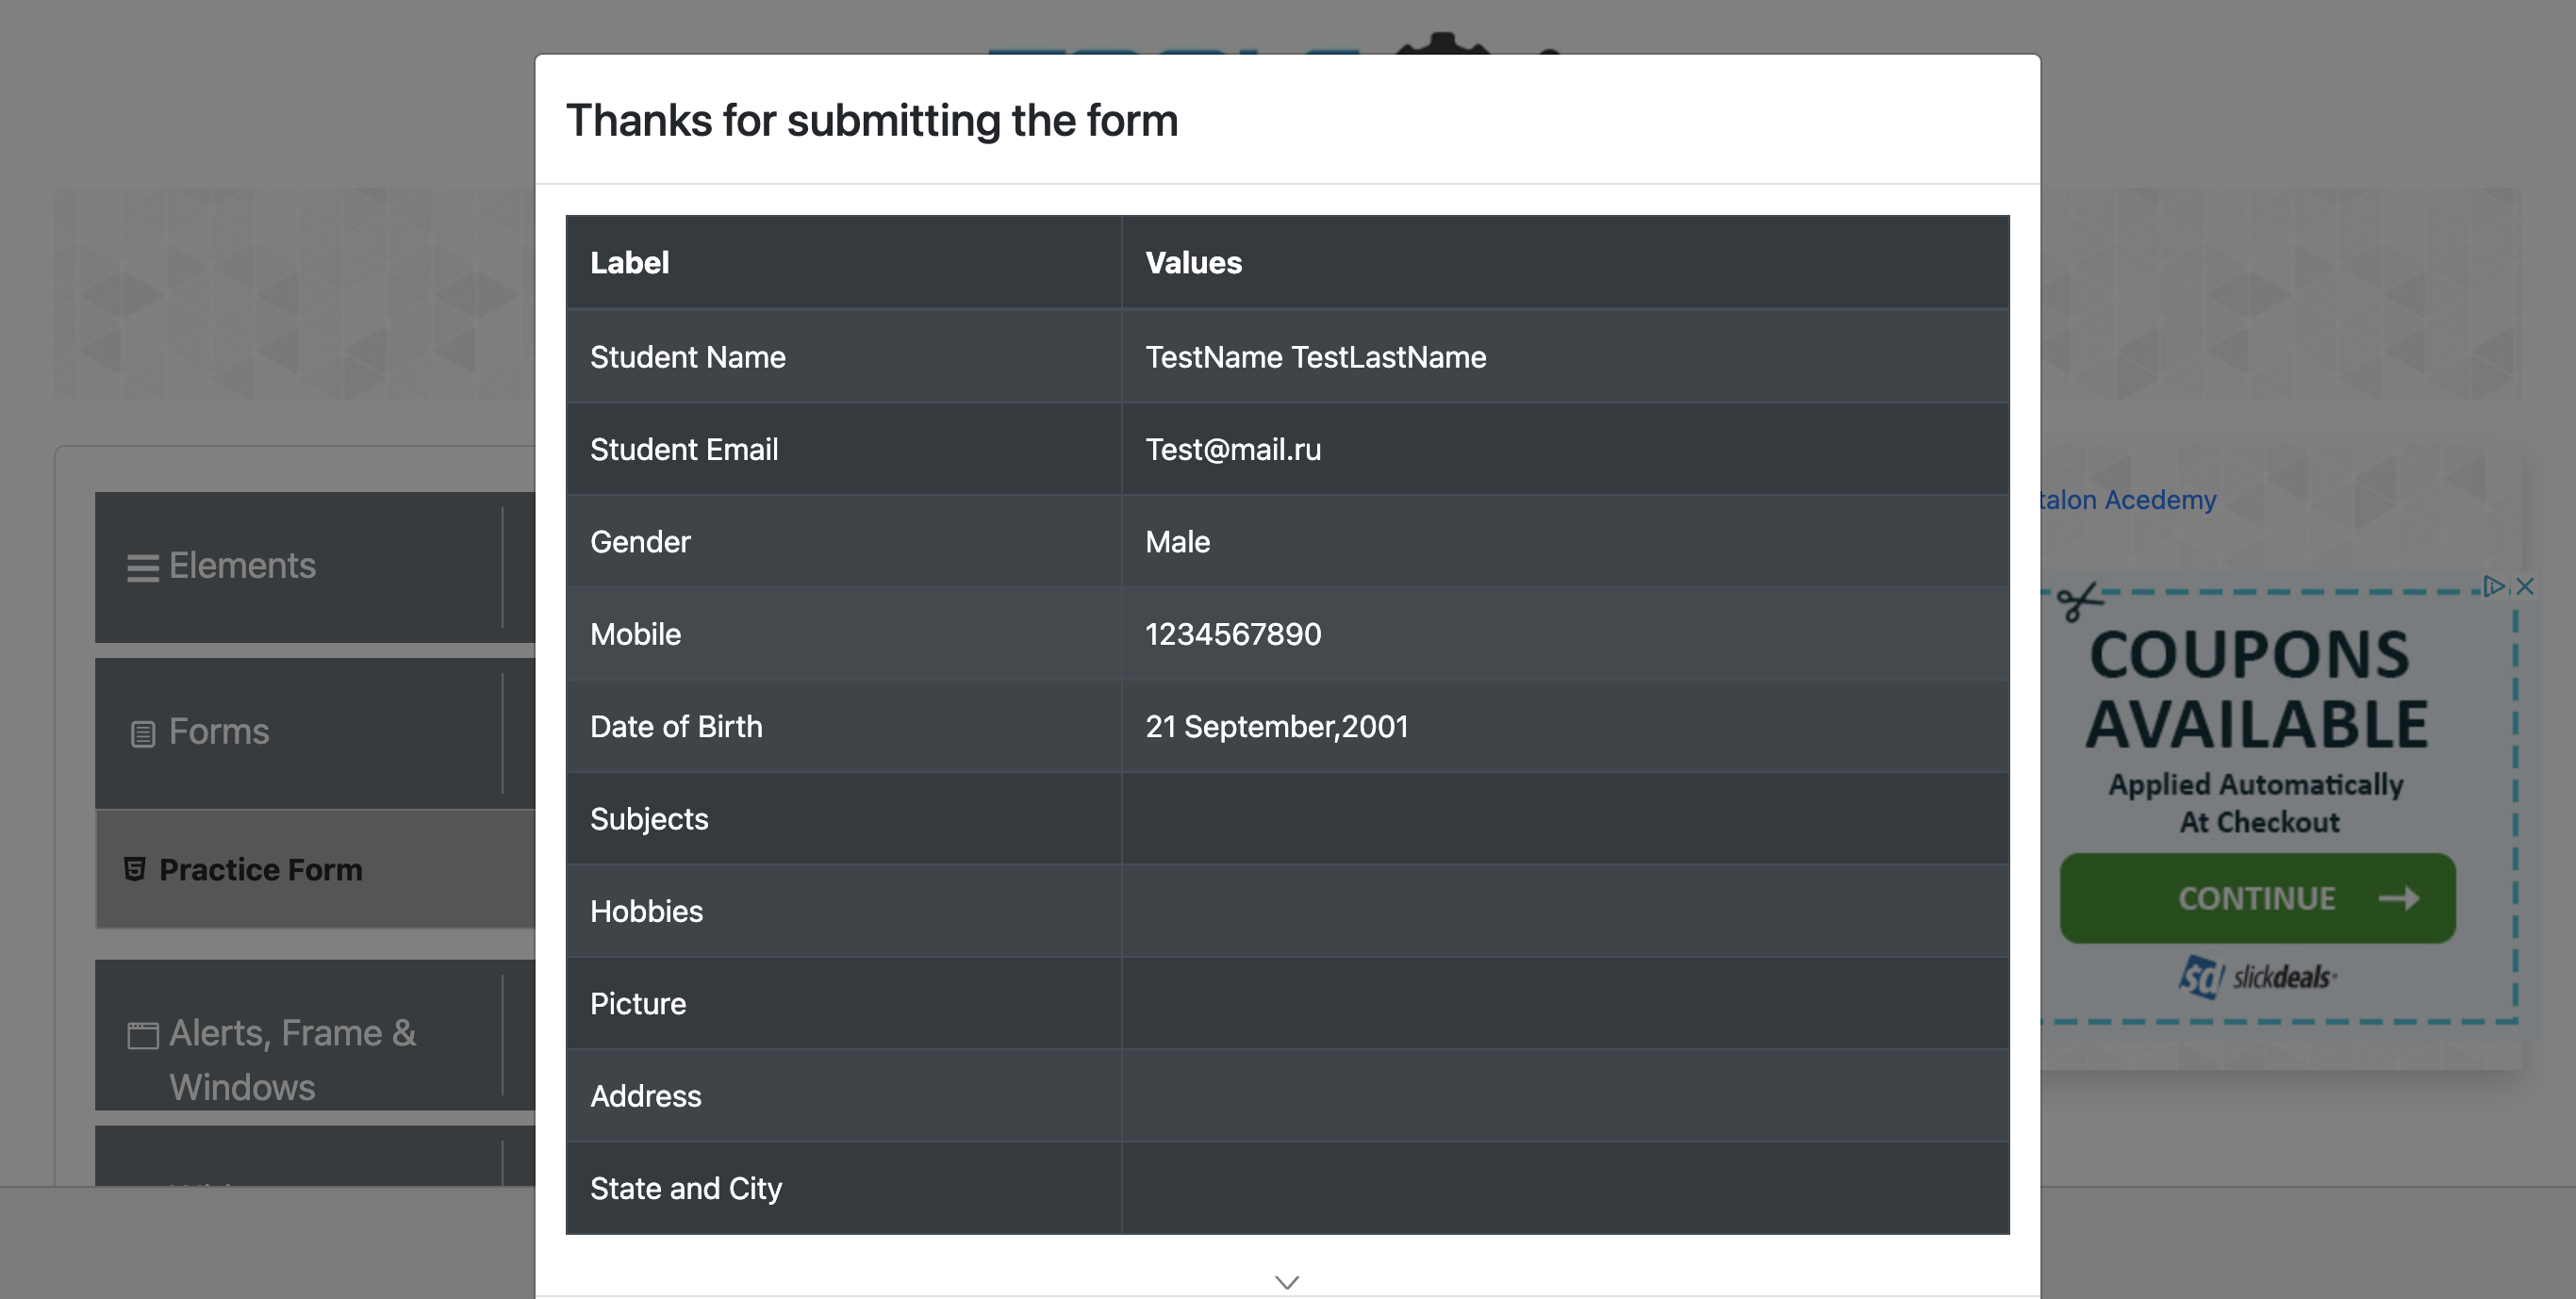 Thanks for submitting the form
Label Values
Student Name TestName TestLastName
Student Email Test@mail.ru
Gender Male
Mobile 1234567890
Date of Birth 21 September,2001
Subjects
Hobbies
Picture
Address
State and City
Elements
Forms
Practice Form
Alerts, Frame &
Windows
talon Acedemy
COUPONS
AVAILABLE
Applied Automatically
At Checkout
CONTINUE
sd slickdeals